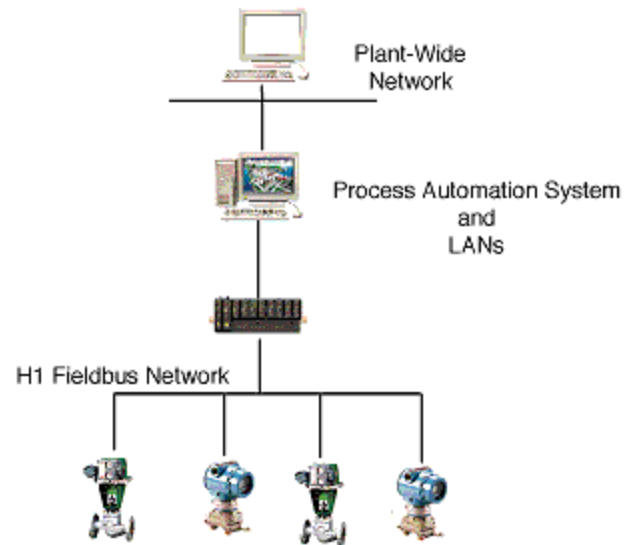 Plant-Wide
Network
Process Automation System
and
LANs
H1 Fieldbus Network